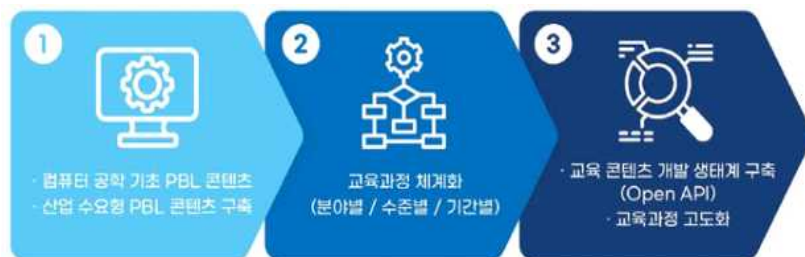 1
· 컴퓨터 공학 기초 PBL 콘텐츠
· 산업 수요형 PBL 콘텐츠 구축
2
교육과정 체계화
(분야별 / 수준별 / 기간별)
3
· 교육 콘텐츠 개발 생태계 구축
(Open API)
· 교육과정 고도화